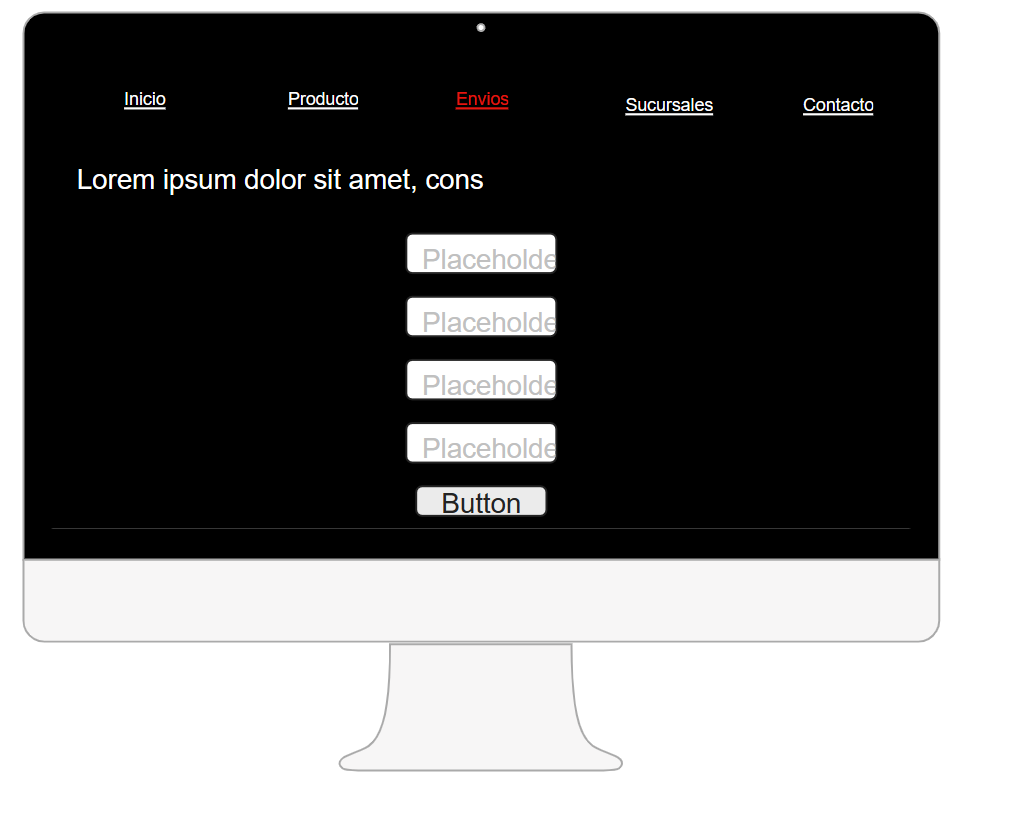 Inicio
Producto
Envios
Sucursales
Contacto
Lorem ipsum dolor sit amet, cons
Placeholde
Placeholde
Placeholde
Placeholde
Button